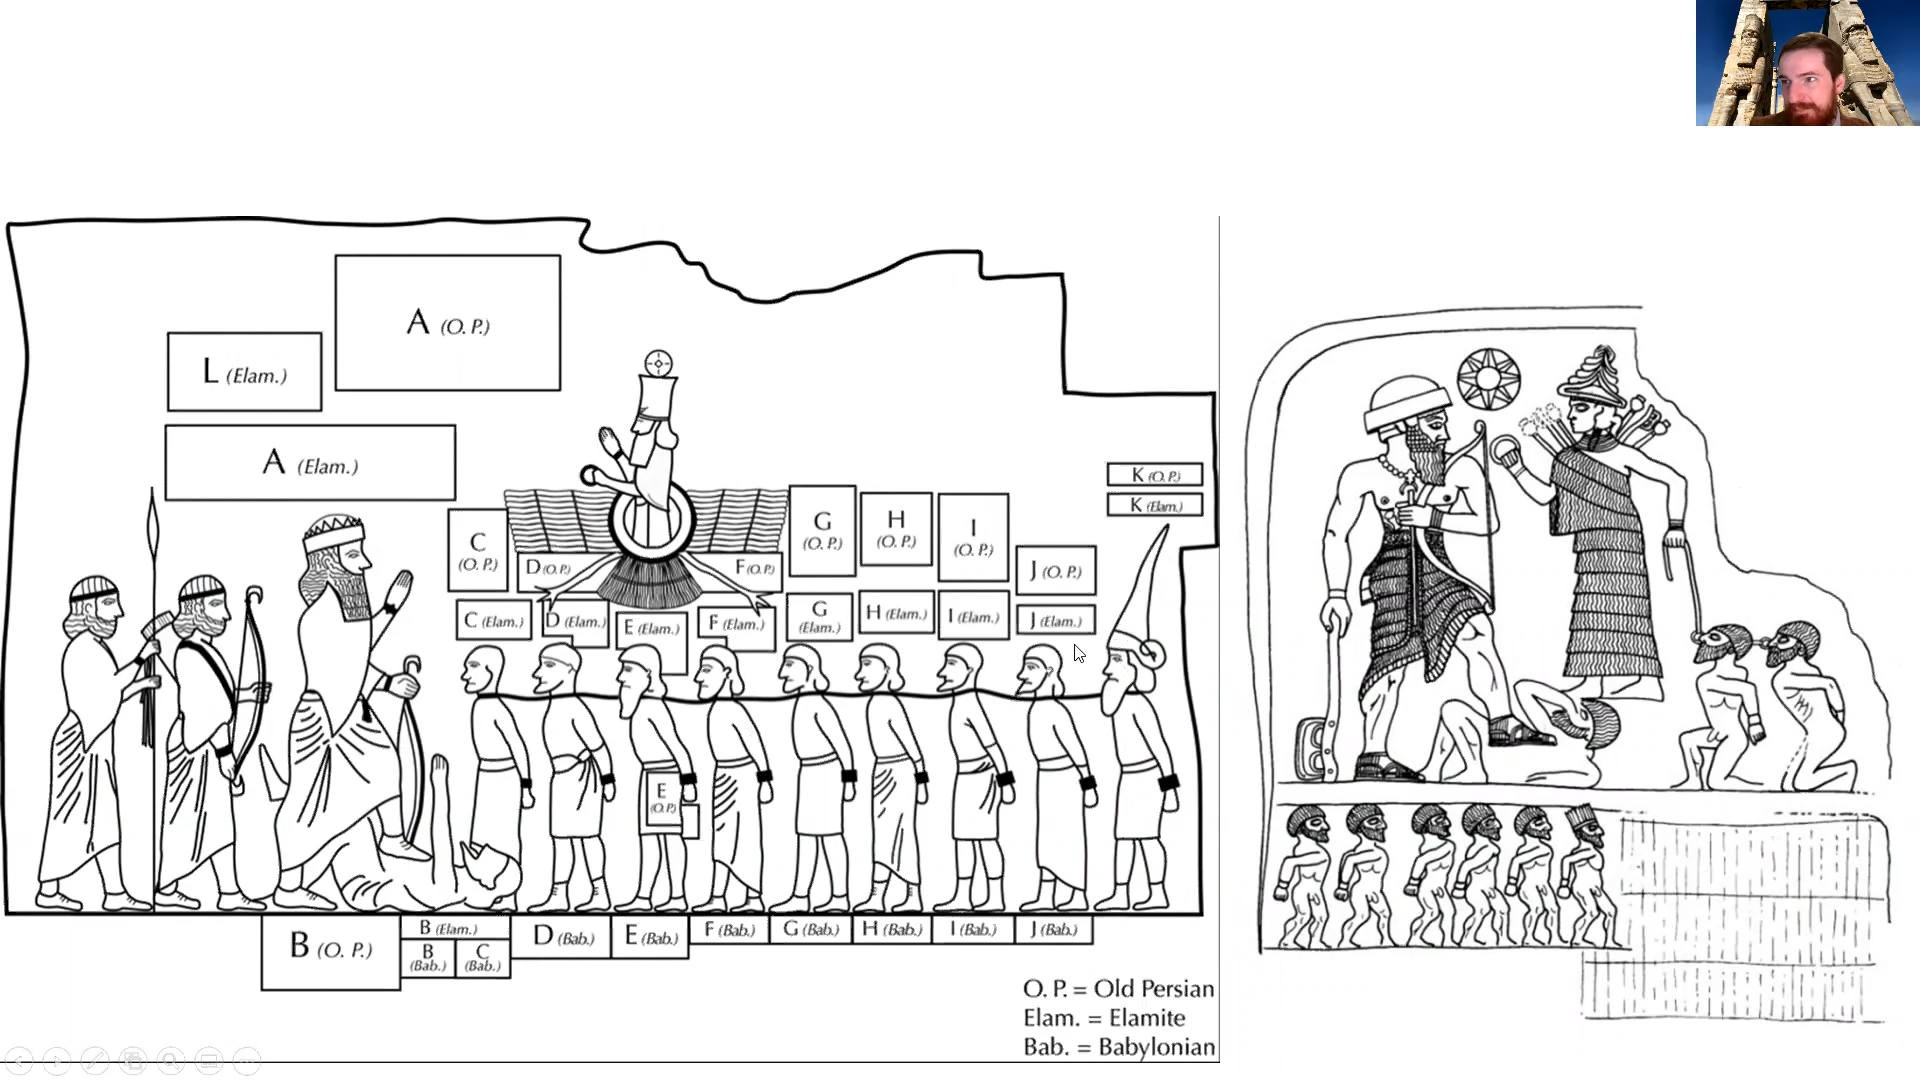 A (O. P.)
L (Elam.)
A (Elam.)
K (O. P.)
K (Elam.)
C
(O. P.)
D (O. P.)
F (O. P.)
G
(O. P.)
H
(O. P.)
I
(O. P.)
J (O. P.)
C (Elam.)
D (Elam.)
E (Elam.)
F (Elam.)
G
(Elam.)
H (Elam.)
I (Elam.)
J (Elam.)
E
(O. P.)
B (O. P.)
B (Elam.)
B
(Bab.)
C
(Bab.)
D (Bab.)
E (Bab.)
F (Bab.)
G (Bab.)
H (Bab.)
I (Bab.)
J (Bab.)
O. P. = Old Persian
Elam. = Elamite
Bab. = Babylonian